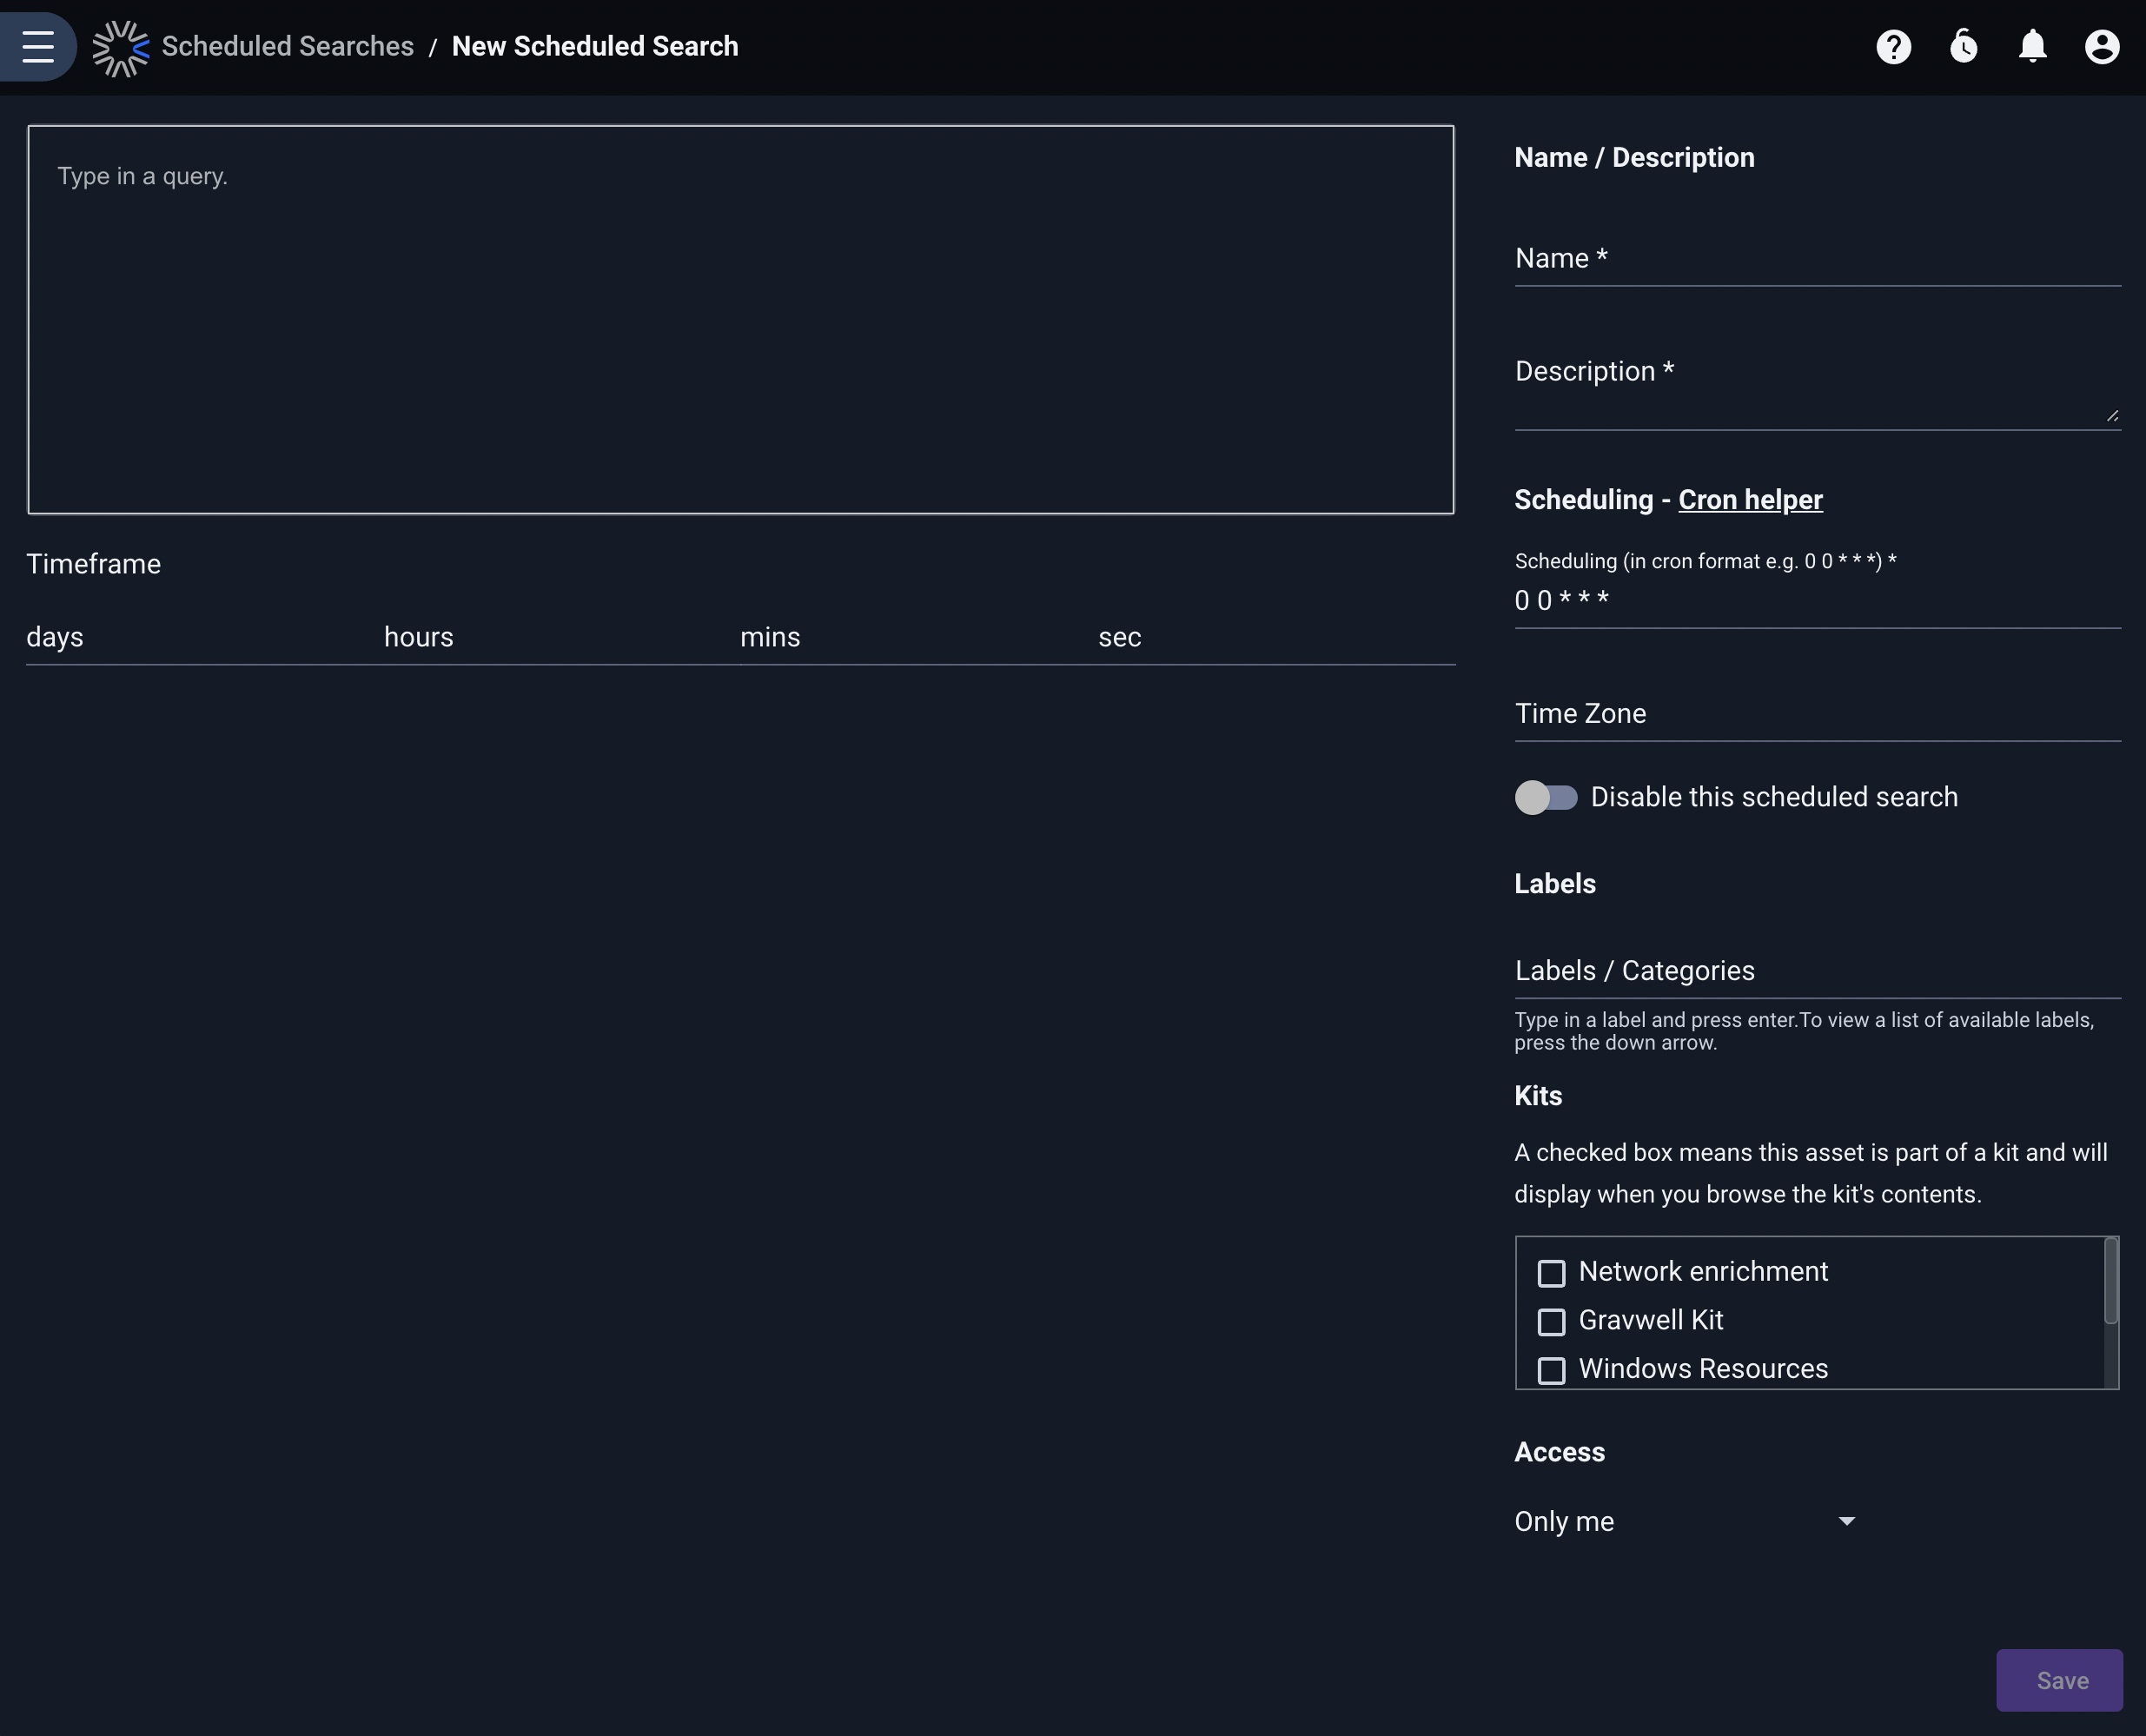 Scheduled Searches / New Scheduled Search
Type in a query.
Timeframe
days hours mins sec
Name / Description
Name *
Description *
Scheduling - Cron helper
Scheduling (in cron format e.g. 0 0 * * *) *
0 0 * * *
Time Zone
Disable this scheduled search
Labels
Labels / Categories
Type in a label and press enter.To view a list of available labels,
press the down arrow.
Kits
A checked box means this asset is part of a kit and will
display when you browse the kit's contents.
Network enrichment
Gravwell Kit
Windows Resources
Access
Only me
Save